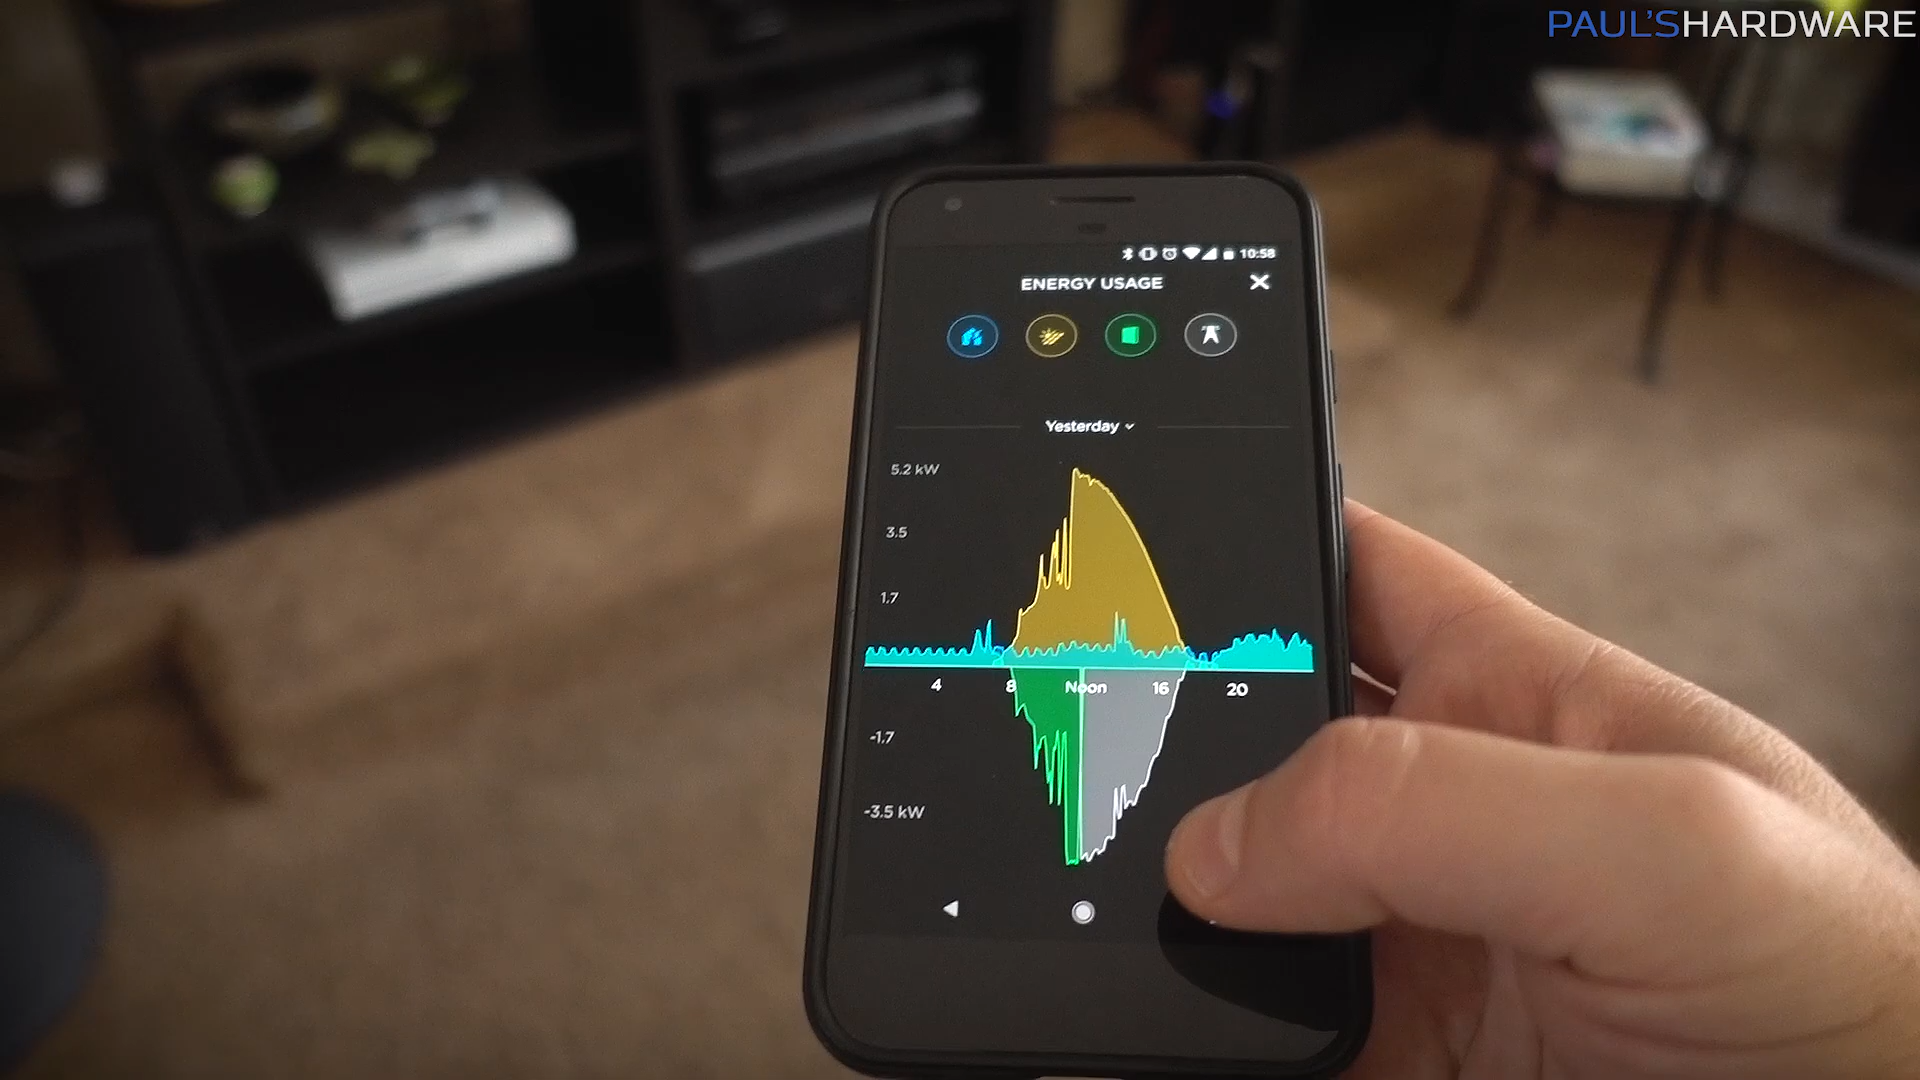 PAUL'SHARDWARE
10:58
ENERGY USAGE
Yesterday
5.2 kW
3.5
1.7
4 8 Noon 16 20
-1.7
-3.5 kW